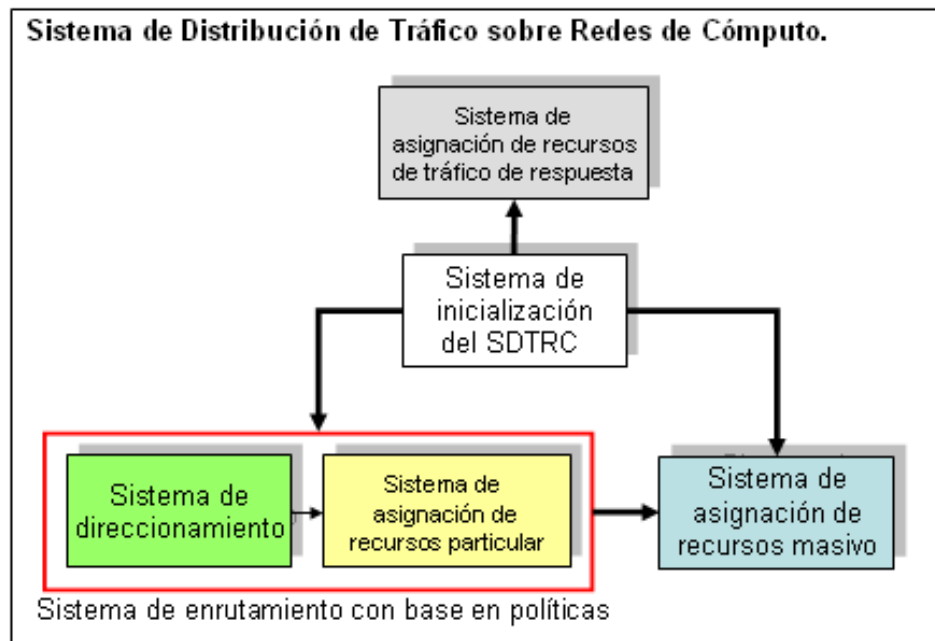 Sistema de Distribución de Tráfico sobre Redes de Cómputo.
Sistema de
asignación de recursos
de tráfico de respuesta
Sistema de
inicialización
del SDTRC
Sistema de
direccionamiento
Sistema de
asignación de
recursos particular
Sistema de
asignación de
recursos masivo
Sistema de enrutamiento con base en políticas